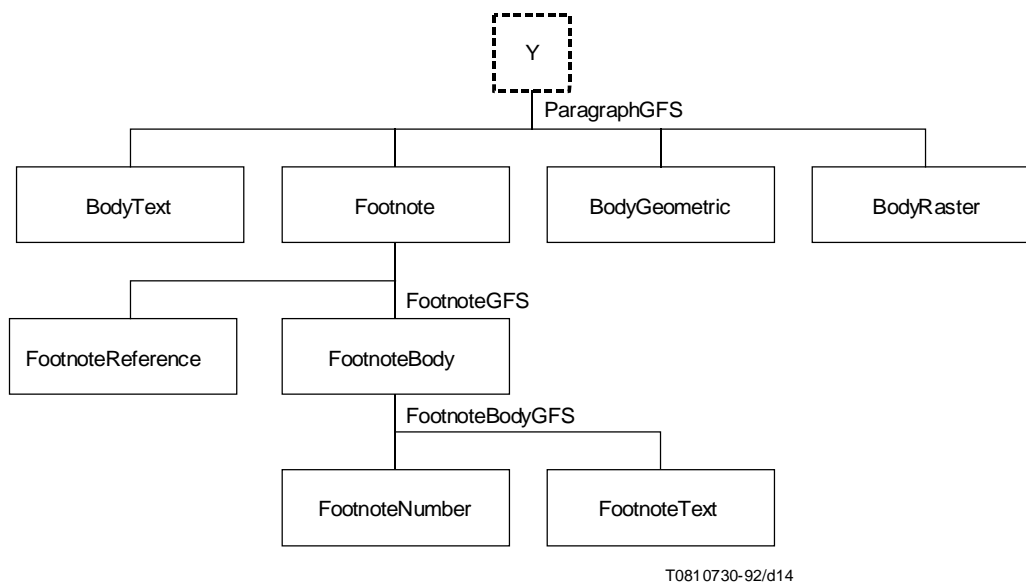 Y
ParagraphGFS
BodyText
Footnote
BodyGeometric
BodyRaster
FootnoteGFS
FootnoteReference
FootnoteBody
FootnoteBodyGFS
FootnoteNumber
FootnoteText
T0810730-92/d14